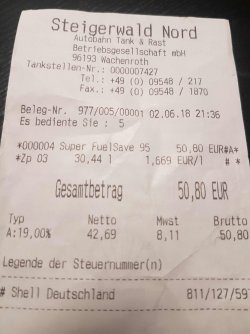 Steigerwald Nord
Autobahn Tank & Rast
Betriebsgesellschaft mbH
96193 Wachenroth
Tankstellen-Nr.: 0000007427
Tel.: +49 (0) 09548 / 217
Fax.: +49 (0) 09548 / 1870
Beleg-Nr. 977/005/00001 02.06.18 21:36
Es bediente Sie : 5
*000004 Super FuelSave 95 50,80 EUR#A#
*Zp 03 30,44 l 1,669 EUR/l # *
Gesamtbetrag 50,80 EUR
Typ Netto Mwst Brutto
A:19,00% 42,69 8,11 50,80
Legende der Steuernummer(n)
# Shell Deutschland 811/127/597